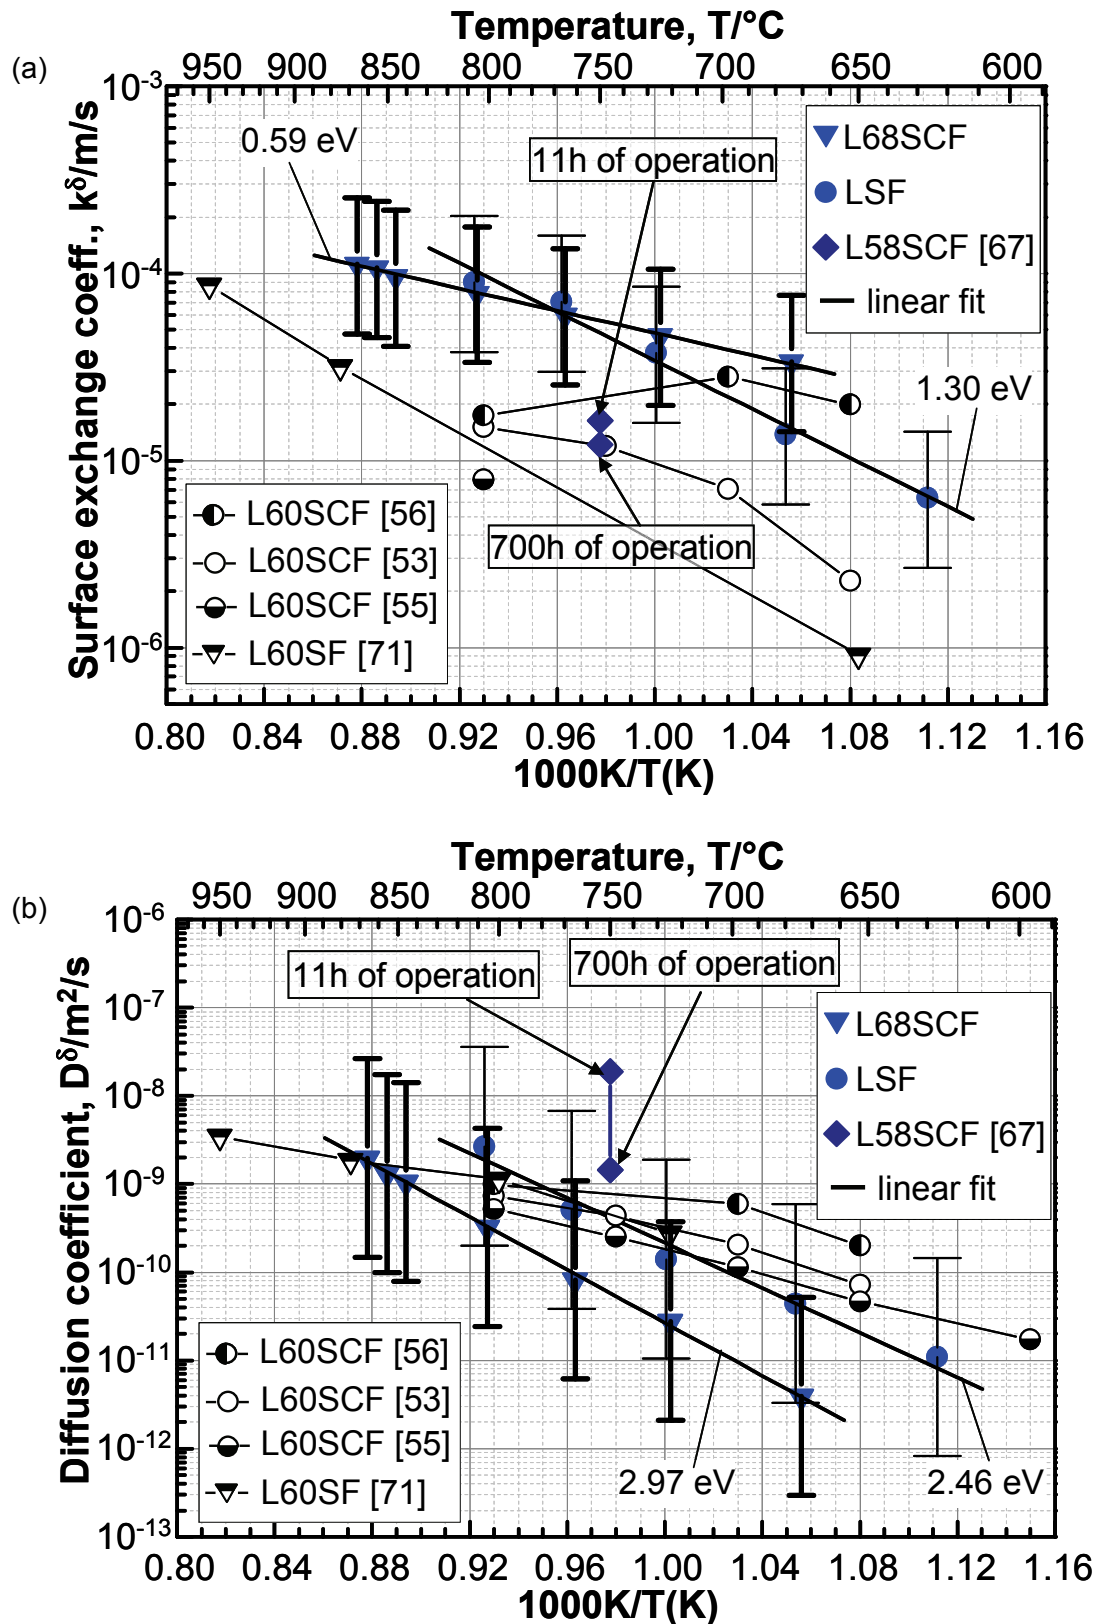 (a)
Temperature, T/°C
950 900 850 800 750 700 650 600
Surface exchange coeff., k^δ/m/s
10^-3
10^-4
10^-5
10^-6
0.59 eV
11h of operation
L68SCF
LSF
L58SCF [67]
linear fit
1.30 eV
700h of operation
L60SCF [56]
L60SCF [53]
L60SCF [55]
L60SF [71]
0.80 0.84 0.88 0.92 0.96 1.00 1.04 1.08 1.12 1.16
1000K/T(K)
(b)
Temperature, T/°C
950 900 850 800 750 700 650 600
Diffusion coefficient, D^δ/m^2/s
10^-6
10^-7
10^-8
10^-9
10^-10
10^-11
10^-12
10^-13
11h of operation
700h of operation
L68SCF
LSF
L58SCF [67]
linear fit
L60SCF [56]
L60SCF [53]
L60SCF [55]
L60SF [71]
2.97 eV
2.46 eV
0.80 0.84 0.88 0.92 0.96 1.00 1.04 1.08 1.12 1.16
1000K/T(K)